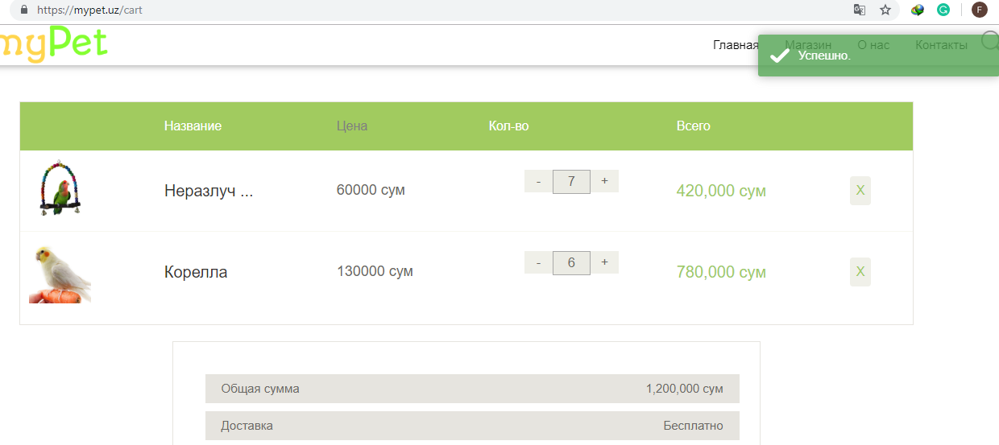 https://mypet.uz/cart
F
myPet
Главная
Магазин
О нас
Контакты
Успешно.
Название Цена Кол-во Всего
Неразлуч ... 60000 сум - 7 + 420,000 сум X
Корелла 130000 сум - 6 + 780,000 сум X
Общая сумма 1,200,000 сум
Доставка Бесплатно